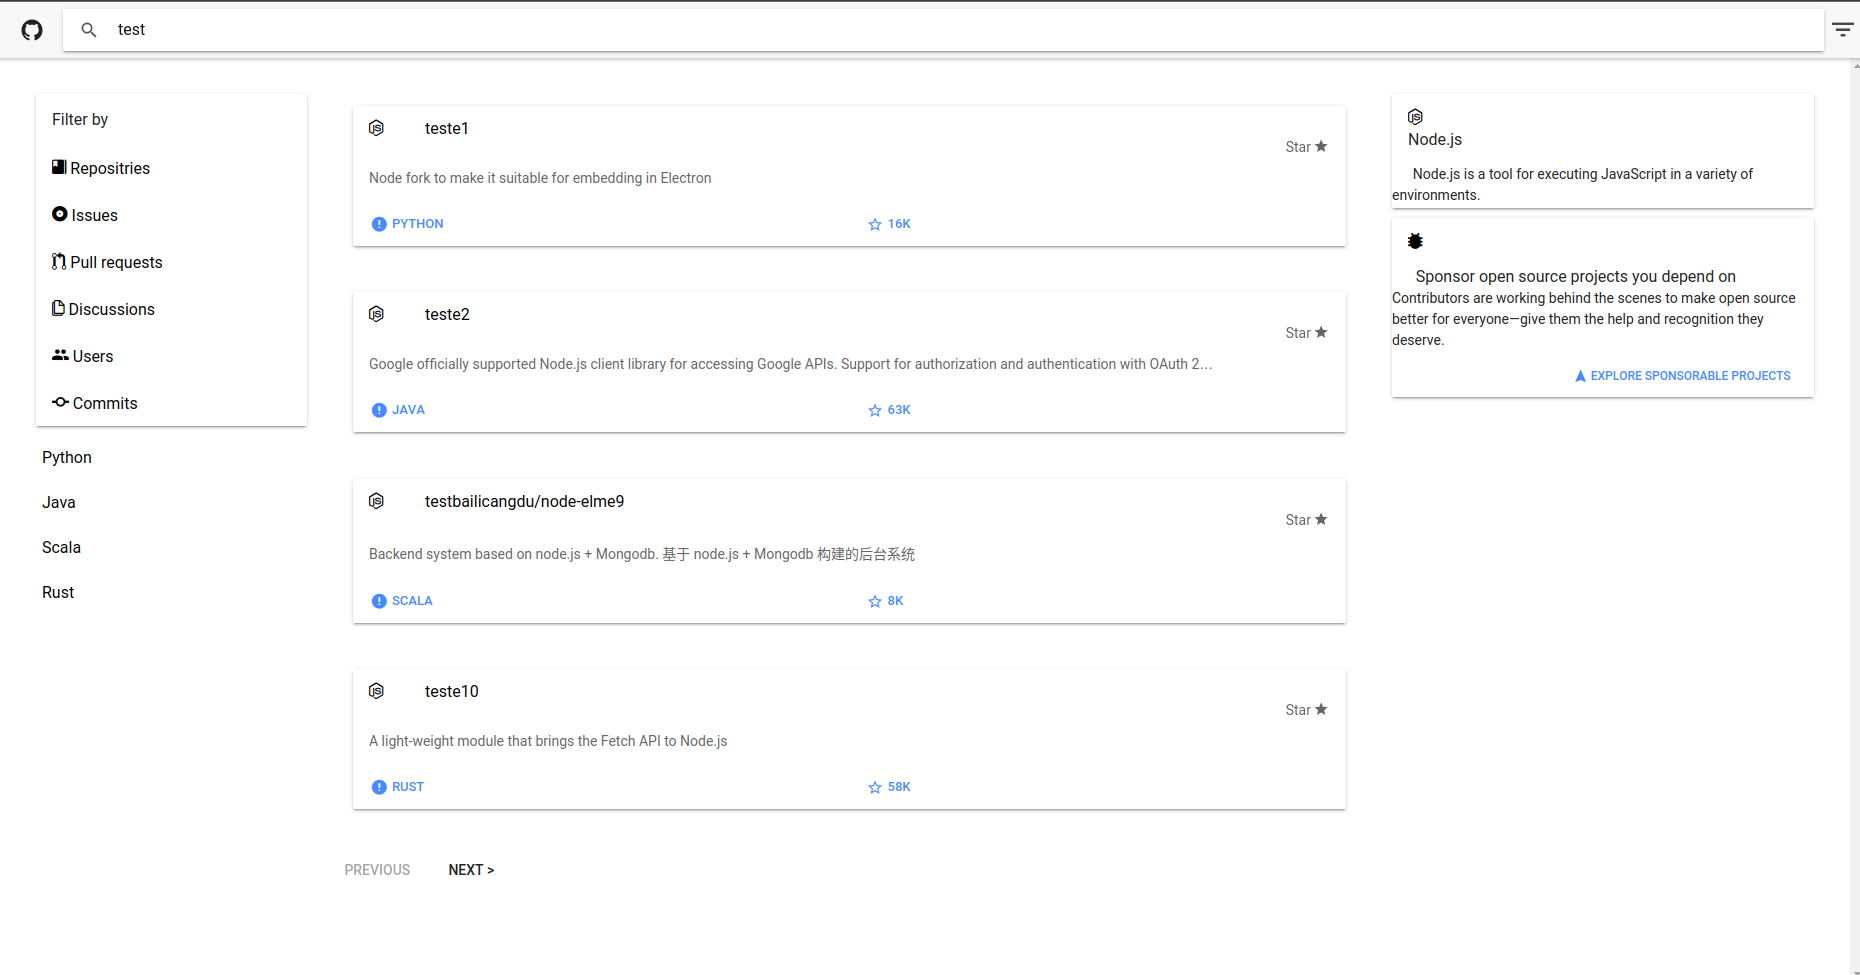 test
Filter by
Repositries
Issues
Pull requests
Discussions
Users
Commits
Python
Java
Scala
Rust
teste1
Star
Node fork to make it suitable for embedding in Electron
PYTHON
16K
teste2
Star
Google officially supported Node.js client library for accessing Google APIs. Support for authorization and authentication with OAuth 2...
JAVA
63K
testbailicangdu/node-elme9
Star
Backend system based on node.js + Mongodb. 基于 node.js + Mongodb 构建的后台系统
SCALA
8K
teste10
Star
A light-weight module that brings the Fetch API to Node.js
RUST
58K
PREVIOUS
NEXT >
Node.js
Node.js is a tool for executing JavaScript in a variety of
environments.
Sponsor open source projects you depend on
Contributors are working behind the scenes to make open source
better for everyone—give them the help and recognition they
deserve.
EXPLORE SPONSORABLE PROJECTS